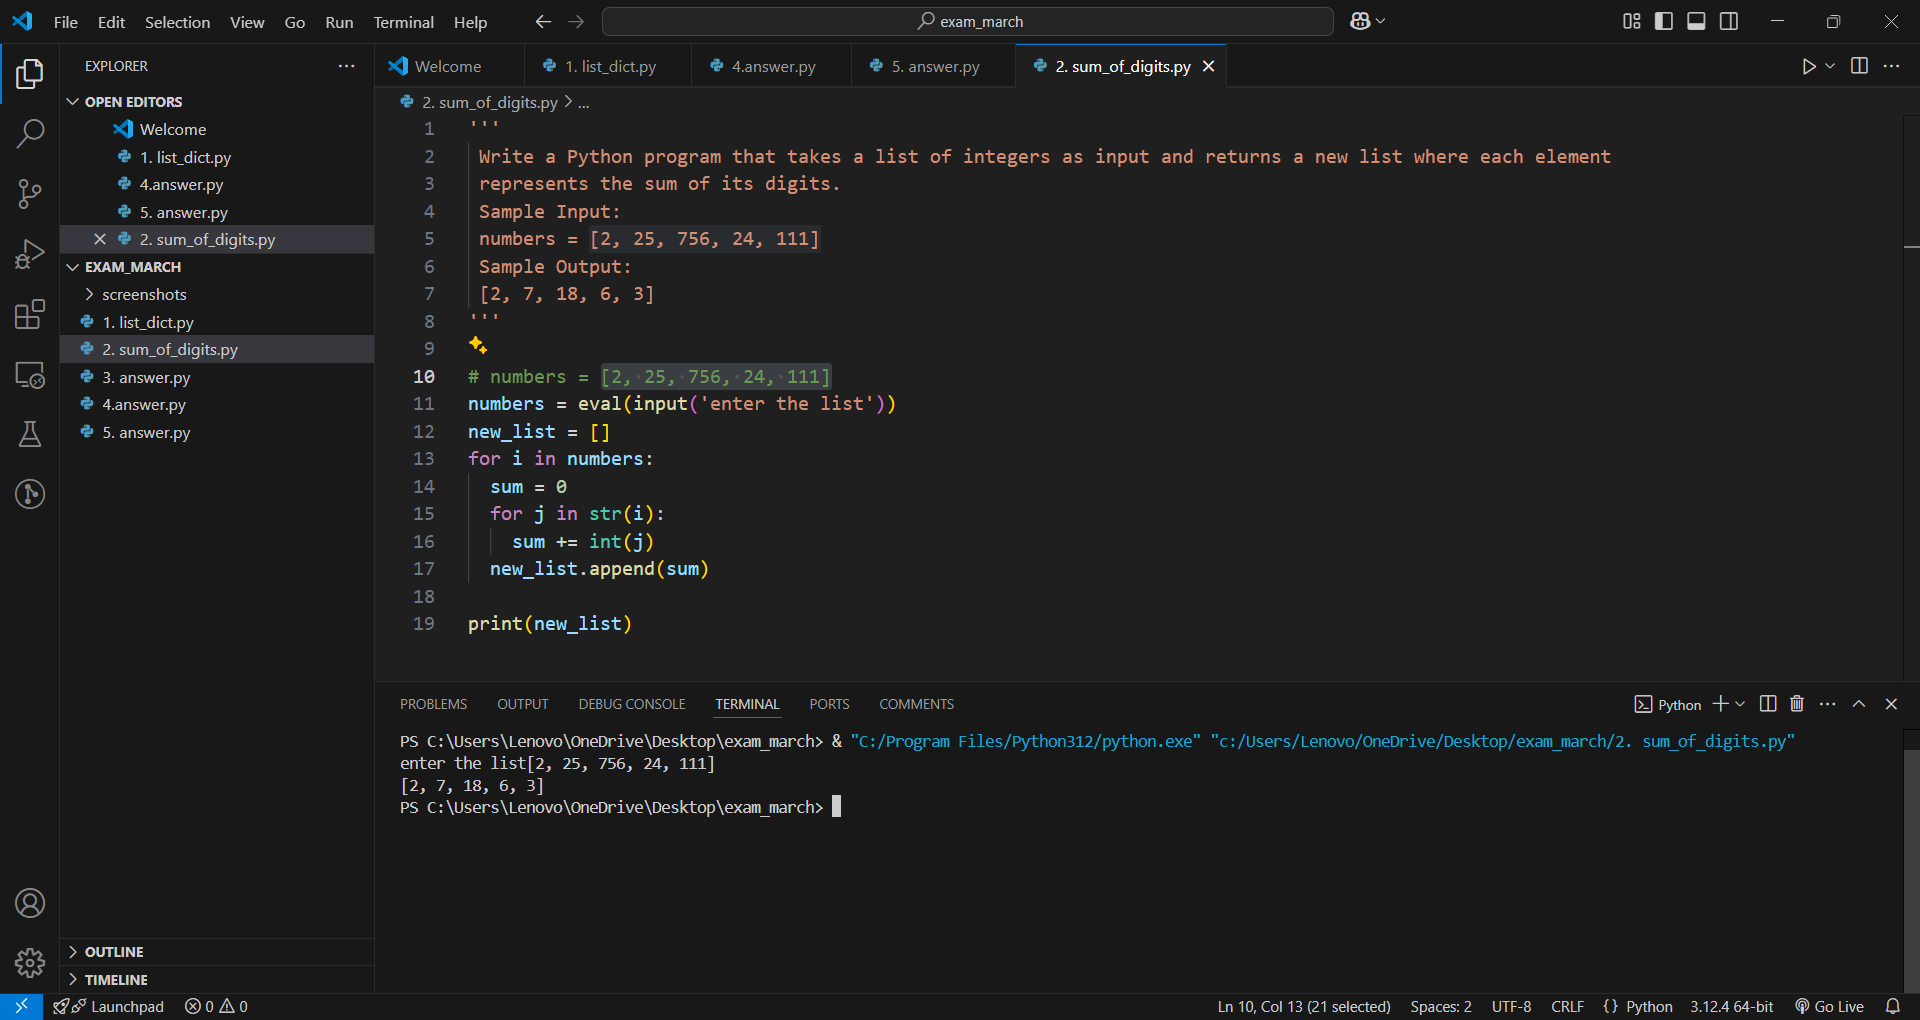 File Edit Selection View Go Run Terminal Help
exam_march
EXPLORER
OPEN EDITORS
Welcome
1. list_dict.py
4.answer.py
5. answer.py
2. sum_of_digits.py
EXAM_MARCH
screenshots
1. list_dict.py
2. sum_of_digits.py
3. answer.py
4.answer.py
5. answer.py
OUTLINE
TIMELINE
Welcome 1. list_dict.py 4.answer.py 5. answer.py 2. sum_of_digits.py
2. sum_of_digits.py > ...
1 '''
2 Write a Python program that takes a list of integers as input and returns a new list where each element
3 represents the sum of its digits.
4 Sample Input:
5 numbers = [2, 25, 756, 24, 111]
6 Sample Output:
7 [2, 7, 18, 6, 3]
8 '''
9
10 # numbers = [2, 25, 756, 24, 111]
11 numbers = eval(input('enter the list'))
12 new_list = []
13 for i in numbers:
14 sum = 0
15 for j in str(i):
16 sum += int(j)
17 new_list.append(sum)
18
19 print(new_list)
PROBLEMS OUTPUT DEBUG CONSOLE TERMINAL PORTS COMMENTS
Python
PS C:\Users\Lenovo\OneDrive\Desktop\exam_march> & "C:/Program Files/Python312/python.exe" "c:/Users/Lenovo/OneDrive/Desktop/exam_march/2. sum_of_digits.py"
enter the list[2, 25, 756, 24, 111]
[2, 7, 18, 6, 3]
PS C:\Users\Lenovo\OneDrive\Desktop\exam_march>
Launchpad 0 0 Ln 10, Col 13 (21 selected) Spaces: 2 UTF-8 CRLF {} Python 3.12.4 64-bit Go Live